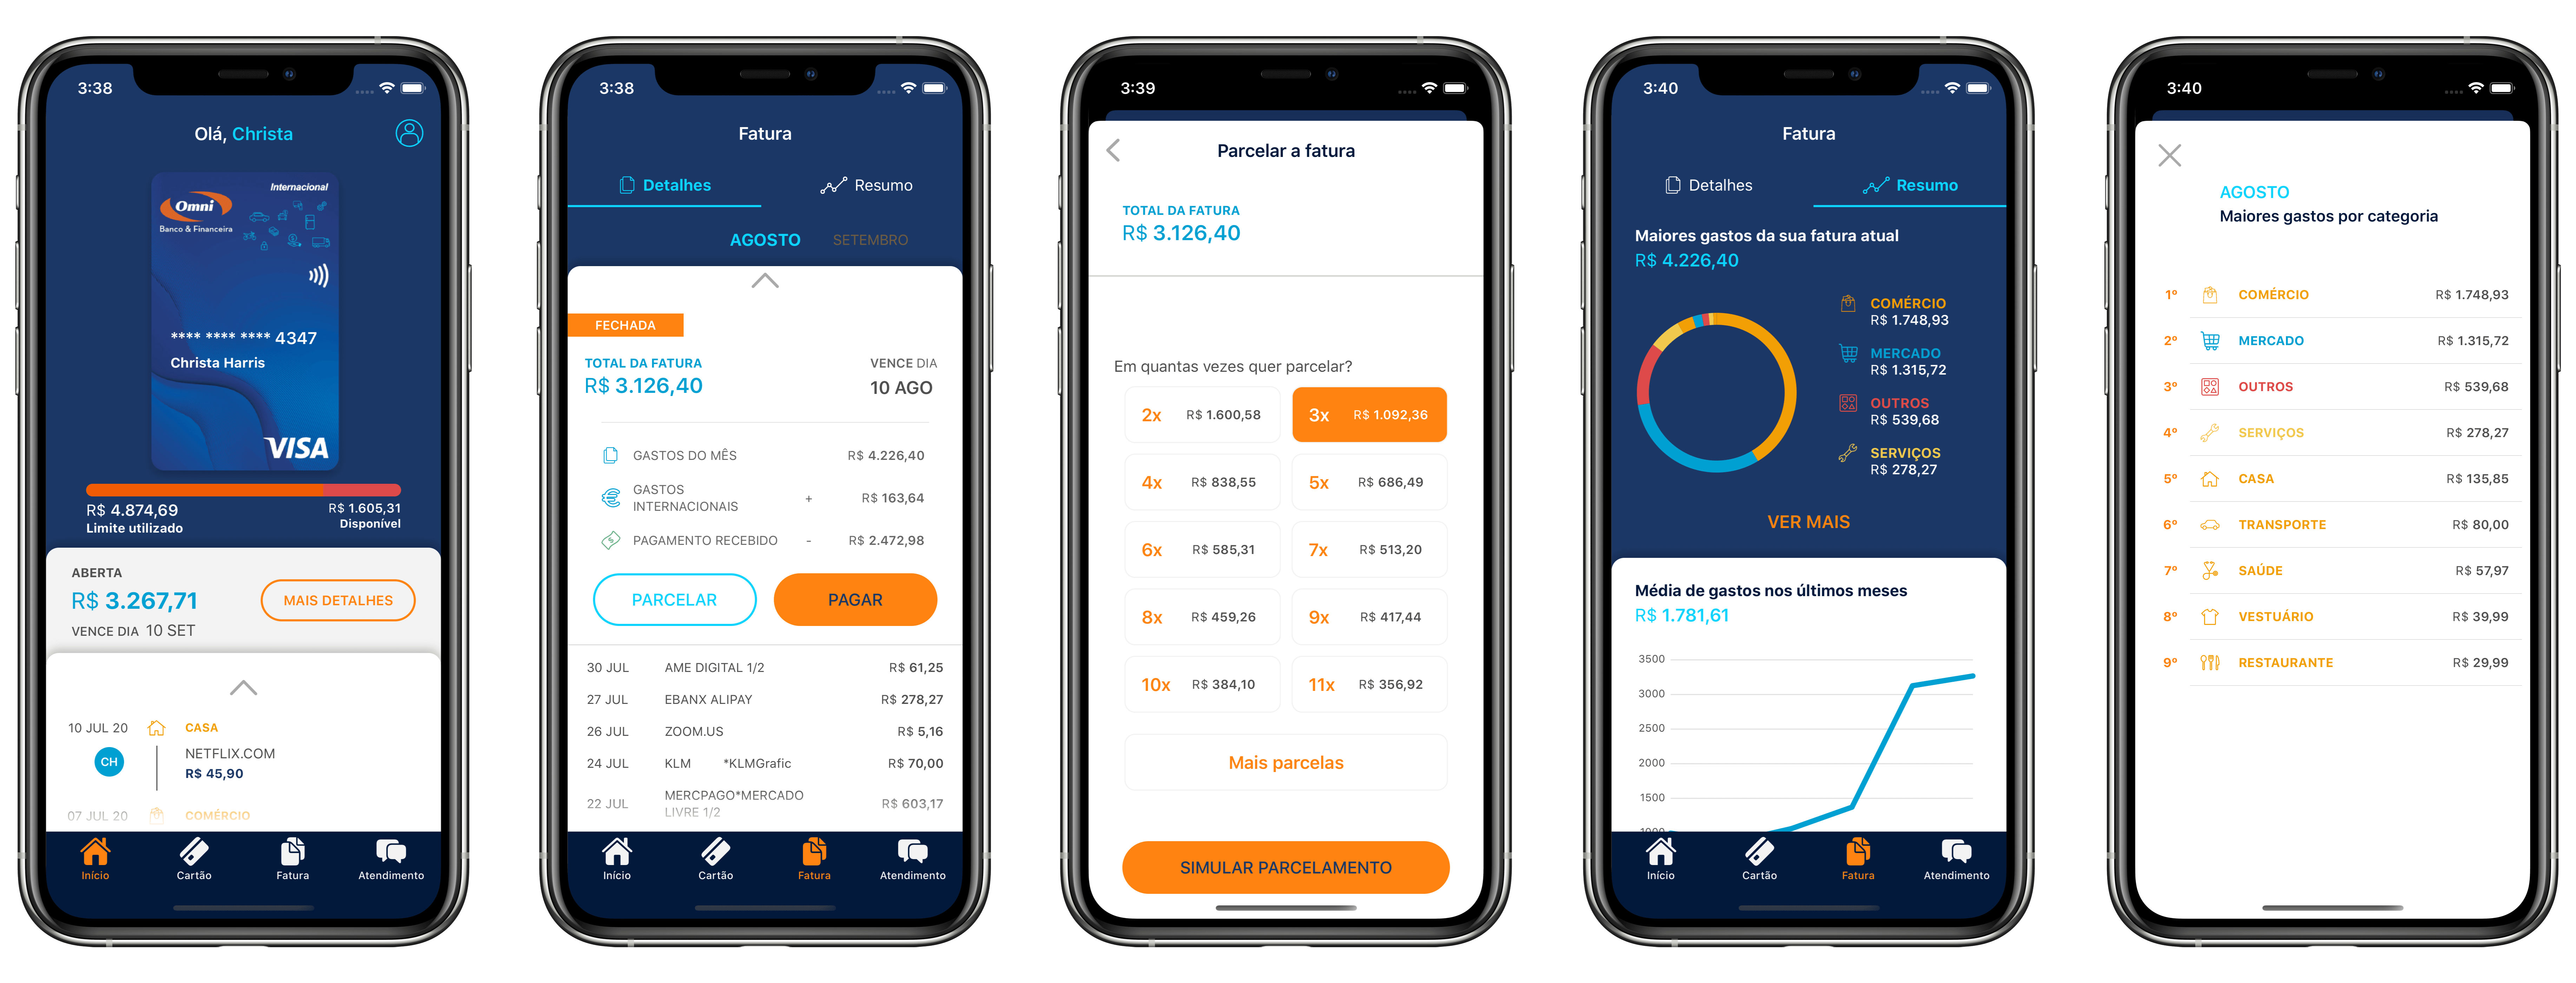 3:38
Olá, Christa
Internacional
Omni
Banco & Financeira
**** **** **** 4347
Christa Harris
VISA
R$ 4.874,69
R$ 1.605,31
Limite utilizado
Disponível
ABERTA
R$ 3.267,71
MAIS DETALHES
VENCE DIA 10 SET
10 JUL 20
CASA
CH
NETFLIX.COM
R$ 45,90
07 JUL 20
COMÉRCIO
Início
Cartão
Fatura
Atendimento
3:38
Fatura
Detalhes
Resumo
AGOSTO
SETEMBRO
FECHADA
TOTAL DA FATURA
VENCE DIA
R$ 3.126,40
10 AGO
GASTOS DO MÊS
R$ 4.226,40
GASTOS
INTERNACIONAIS
+
R$ 163,64
PAGAMENTO RECEBIDO
-
R$ 2.472,98
PARCELAR
PAGAR
30 JUL AME DIGITAL 1/2 R$ 61,25
27 JUL EBANX ALIPAY R$ 278,27
26 JUL ZOOM.US R$ 5,16
24 JUL KLM *KLMGrafic R$ 70,00
22 JUL MERCPAGO*MERCADO
LIVRE 1/2 R$ 603,17
Início
Cartão
Fatura
Atendimento
3:39
Parcelar a fatura
TOTAL DA FATURA
R$ 3.126,40
Em quantas vezes quer parcelar?
2x R$ 1.600,58
3x R$ 1.092,36
4x R$ 838,55
5x R$ 686,49
6x R$ 585,31
7x R$ 513,20
8x R$ 459,26
9x R$ 417,44
10x R$ 384,10
11x R$ 356,92
Mais parcelas
SIMULAR PARCELAMENTO
3:40
Fatura
Detalhes
Resumo
Maiores gastos da sua fatura atual
R$ 4.226,40
COMÉRCIO
R$ 1.748,93
MERCADO
R$ 1.315,72
OUTROS
R$ 539,68
SERVIÇOS
R$ 278,27
VER MAIS
Média de gastos nos últimos meses
R$ 1.781,61
3500
3000
2500
2000
1500
1000
Início
Cartão
Fatura
Atendimento
3:40
AGOSTO
Maiores gastos por categoria
1º COMÉRCIO R$ 1.748,93
2º MERCADO R$ 1.315,72
3º OUTROS R$ 539,68
4º SERVIÇOS R$ 278,27
5º CASA R$ 135,85
6º TRANSPORTE R$ 80,00
7º SAÚDE R$ 57,97
8º VESTUÁRIO R$ 39,99
9º RESTAURANTE R$ 29,99